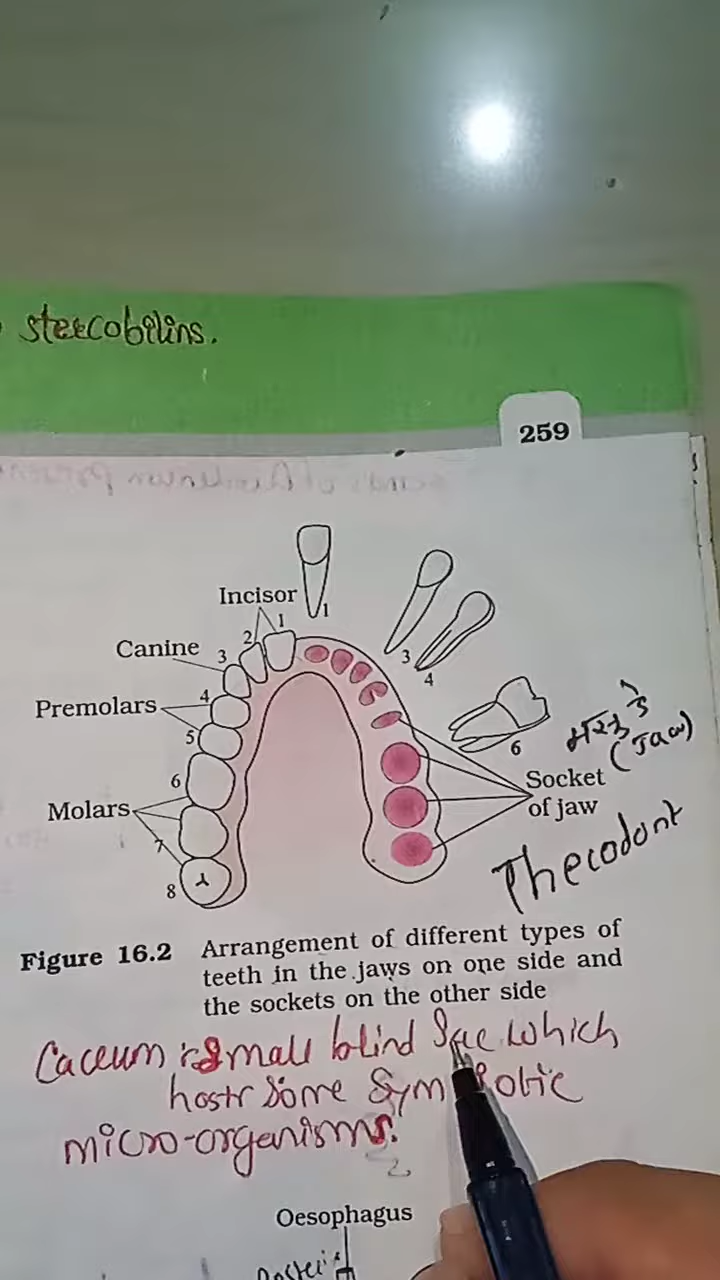 stercobilins.
259
Incisor
1
2
1
Canine
3
3
4
Premolars
4
5
6
6
Socket
of jaw
(Jaw)
Molars
7
8
Thecodont
Figure 16.2 Arrangement of different types of
teeth in the jaws on one side and
the sockets on the other side
Caecum is small blind Sac which
host some Symbiotic
micro-organisms.
Oesophagus